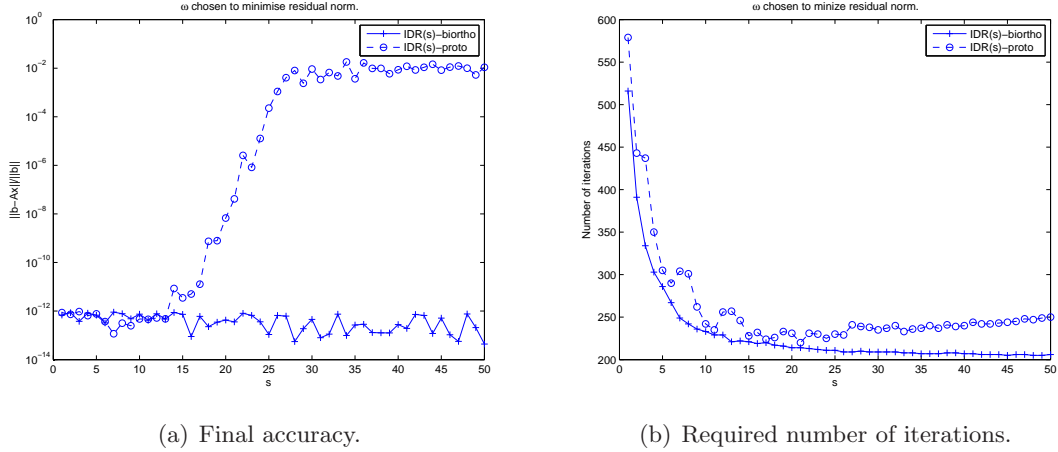 ω chosen to minimise residual norm.
10^0
10^−2
10^−4
10^−6
10^−8
10^−10
10^−12
10^−14
||b−Ax||/||b||
0 5 10 15 20 25 30 35 40 45 50
s
IDR(s)−biortho
IDR(s)−proto
(a) Final accuracy.
ω chosen to minize residual norm.
600
550
500
450
400
350
300
250
200
Number of iterations
0 5 10 15 20 25 30 35 40 45 50
s
IDR(s)−biortho
IDR(s)−proto
(b) Required number of iterations.